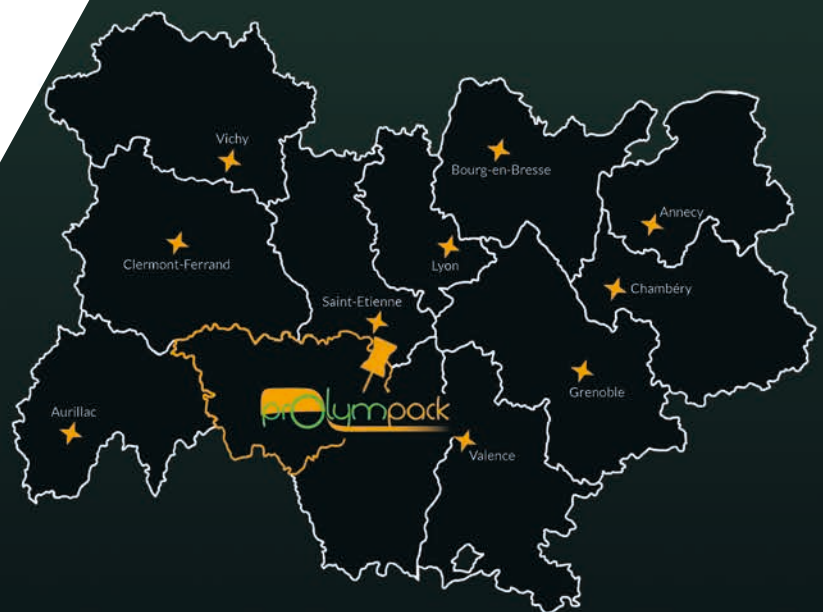 Vichy
Bourg-en-Bresse
Annecy
Clermont-Ferrand
Lyon
Chambéry
Saint-Etienne
Grenoble
prOlympack
Aurillac
Valence